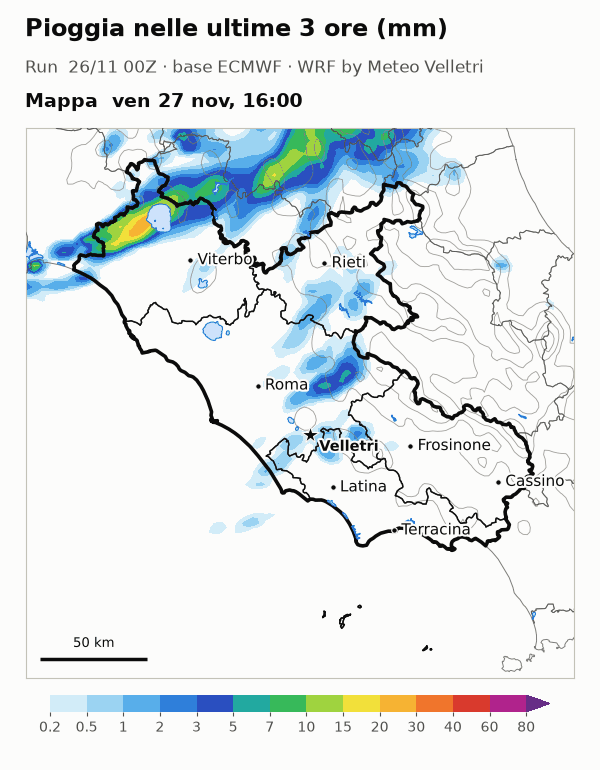 Pioggia nelle ultime 3 ore (mm)
Run  26/11 00Z · base ECMWF · WRF by Meteo Velletri
Mappa  ven 27 nov, 16:00
Viterbo
Rieti
Roma
Velletri
Frosinone
Latina
Cassino
Terracina
50 km
0.2 0.5 1 2 3 5 7 10 15 20 30 40 60 80